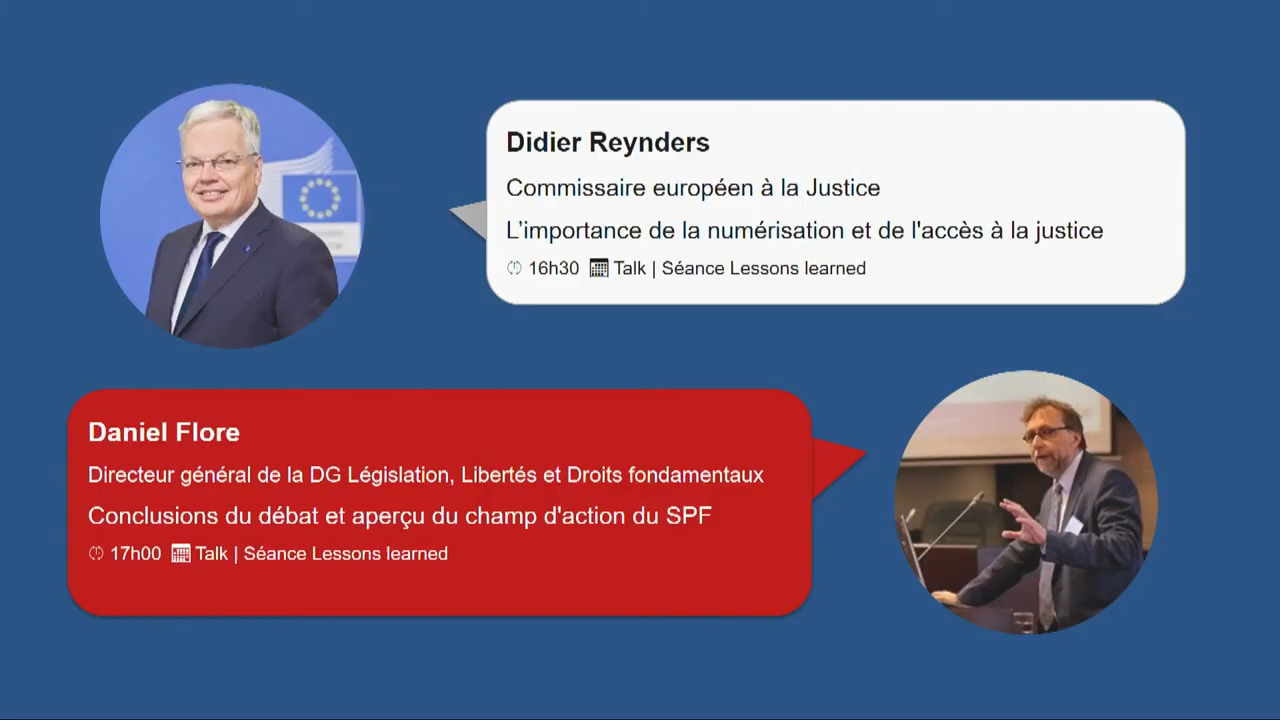 Didier Reynders
Commissaire européen à la Justice
L’importance de la numérisation et de l'accès à la justice
16h30 Talk | Séance Lessons learned
Daniel Flore
Directeur général de la DG Législation, Libertés et Droits fondamentaux
Conclusions du débat et aperçu du champ d'action du SPF
17h00 Talk | Séance Lessons learned